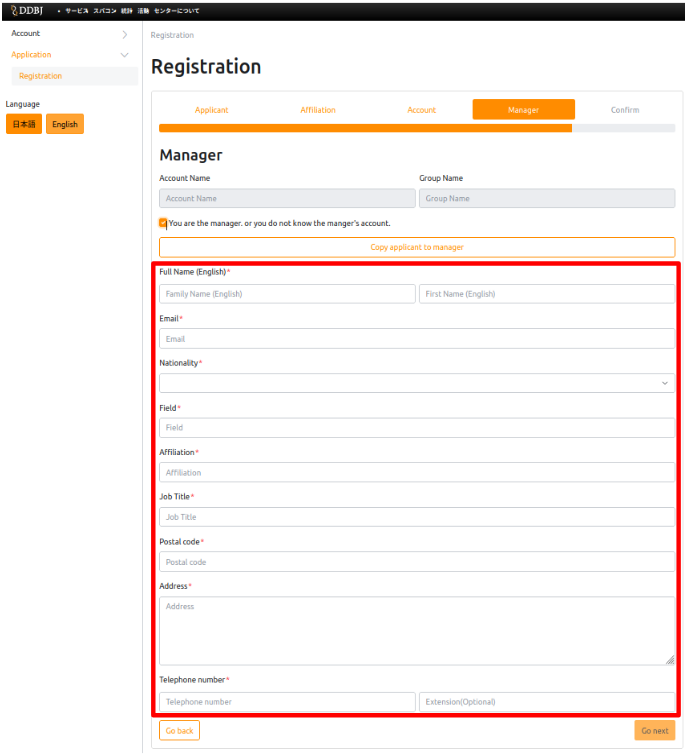 DDBJ • サービス スパコン 統計 活動 センターについて
Account
Application
Registration
Language
日本語 English
Registration
Registration
Applicant Affiliation Account Manager Confirm
Manager
Account Name Group Name
Account Name Group Name
You are the manager. or you do not know the manger's account.
Copy applicant to manager
Full Name (English)*
Family Name (English) First Name (English)
Email*
Email
Nationality*
Field*
Field
Affiliation*
Affiliation
Job Title*
Job Title
Postal code*
Postal code
Address*
Address
Telephone number*
Telephone number Extension(Optional)
Go back Go next